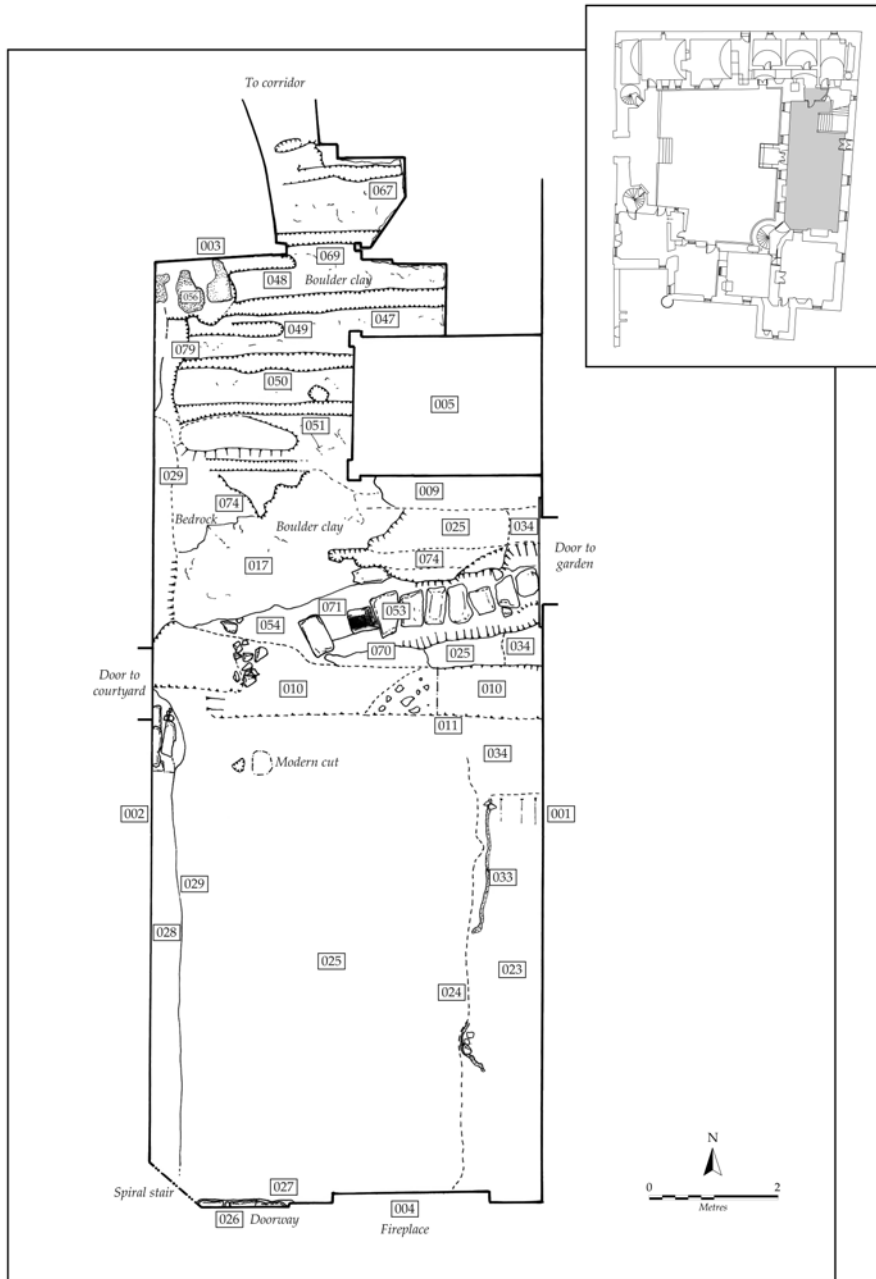 To corridor
067
003
069
048
Boulder clay
056
047
049
079
050
005
051
029
009
074
Bedrock
Boulder clay
025
034
Door to
garden
074
017
071
053
054
070
025
034
Door to
courtyard
010
010
011
034
Modern cut
002
001
029
033
028
025
023
024
N
Spiral stair
027
0
2
026
Doorway
004
Fireplace
Metres